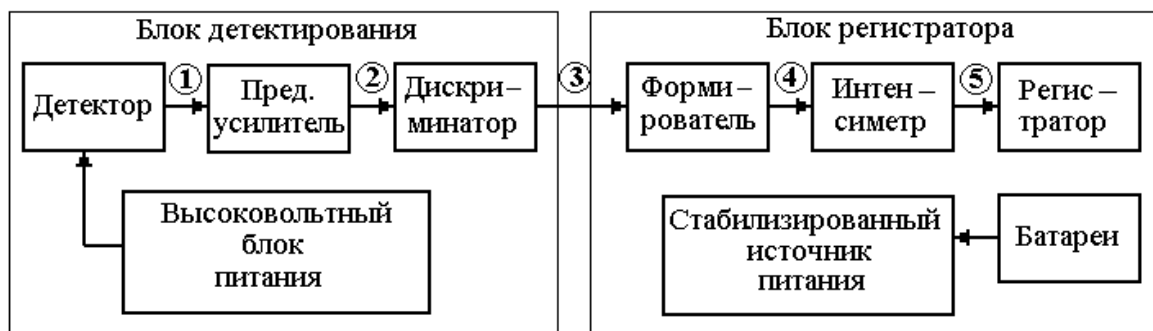 Блок детектирования
Блок регистратора
1
2
3
4
5
Детектор
Пред.
усилитель
Дискри –
минатор
Форми –
рователь
Интен –
симетр
Регис –
тратор
Высоковольтный
блок
питания
Стабилизированный
источник
питания
Батареи